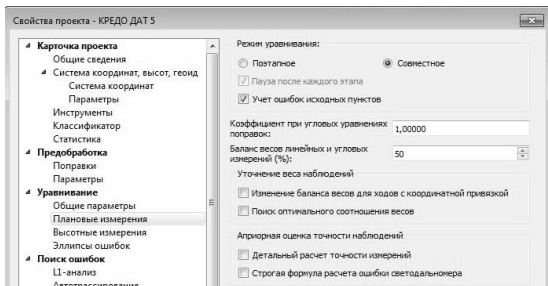 Свойства проекта - КРЕДО ДАТ 5
Карточка проекта
Общие сведения
Система координат, высот, геоид
Система координат
Параметры
Инструменты
Классификатор
Статистика
Предобработка
Поправки
Параметры
Уравнивание
Общие параметры
Плановые измерения
Высотные измерения
Эллипсы ошибок
Поиск ошибок
L1-анализ
Автотрассирование
Режим уравнивания:
Поэтапное
Совместное
Пауза после каждого этапа
Учет ошибок исходных пунктов
Коэффициент при угловых уравнениях
поправок:
1,00000
Баланс весов линейных и угловых
измерений (%):
50
Уточнение веса наблюдений
Изменение баланса весов для ходов с координатной привязкой
Поиск оптимального соотношения весов
Априорная оценка точности наблюдений
Детальный расчет точности измерений
Строгая формула расчета ошибки светодальномера